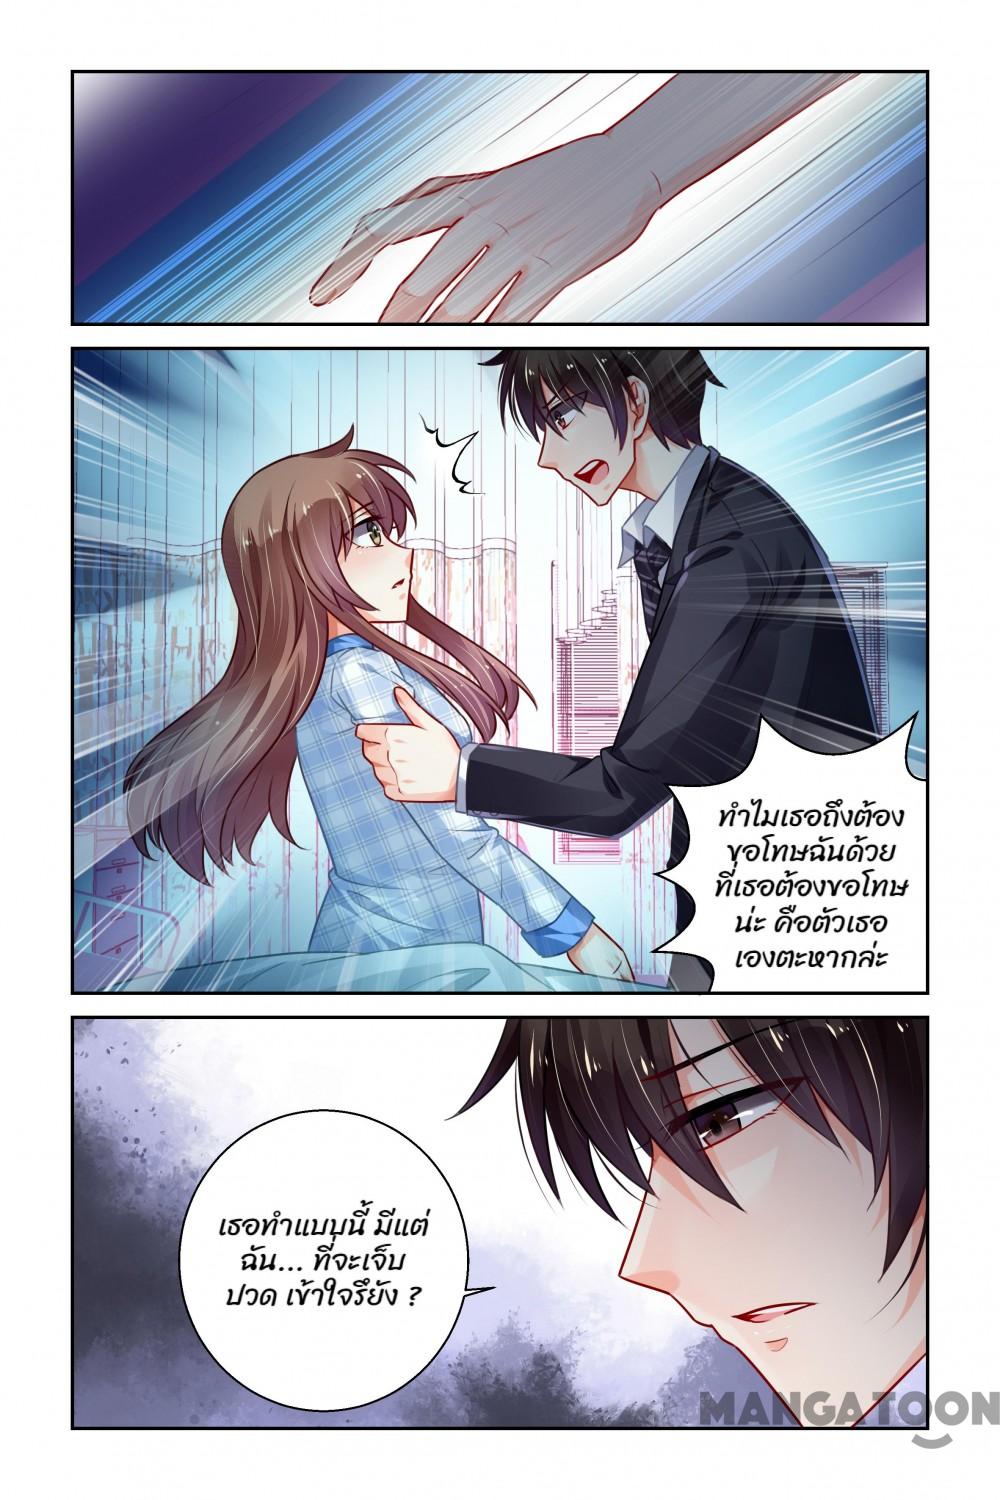 ทำไมเธอถึงต้อง
ขอโทษฉันด้วย
ที่เธอต้องขอโทษ
น่ะ คือตัวเธอ
เองตะหากล่ะ
เธอทำแบบนี้ มีแต่
ฉัน... ที่จะเจ็บ
ปวด เข้าใจรึยัง ?
MANGATOON